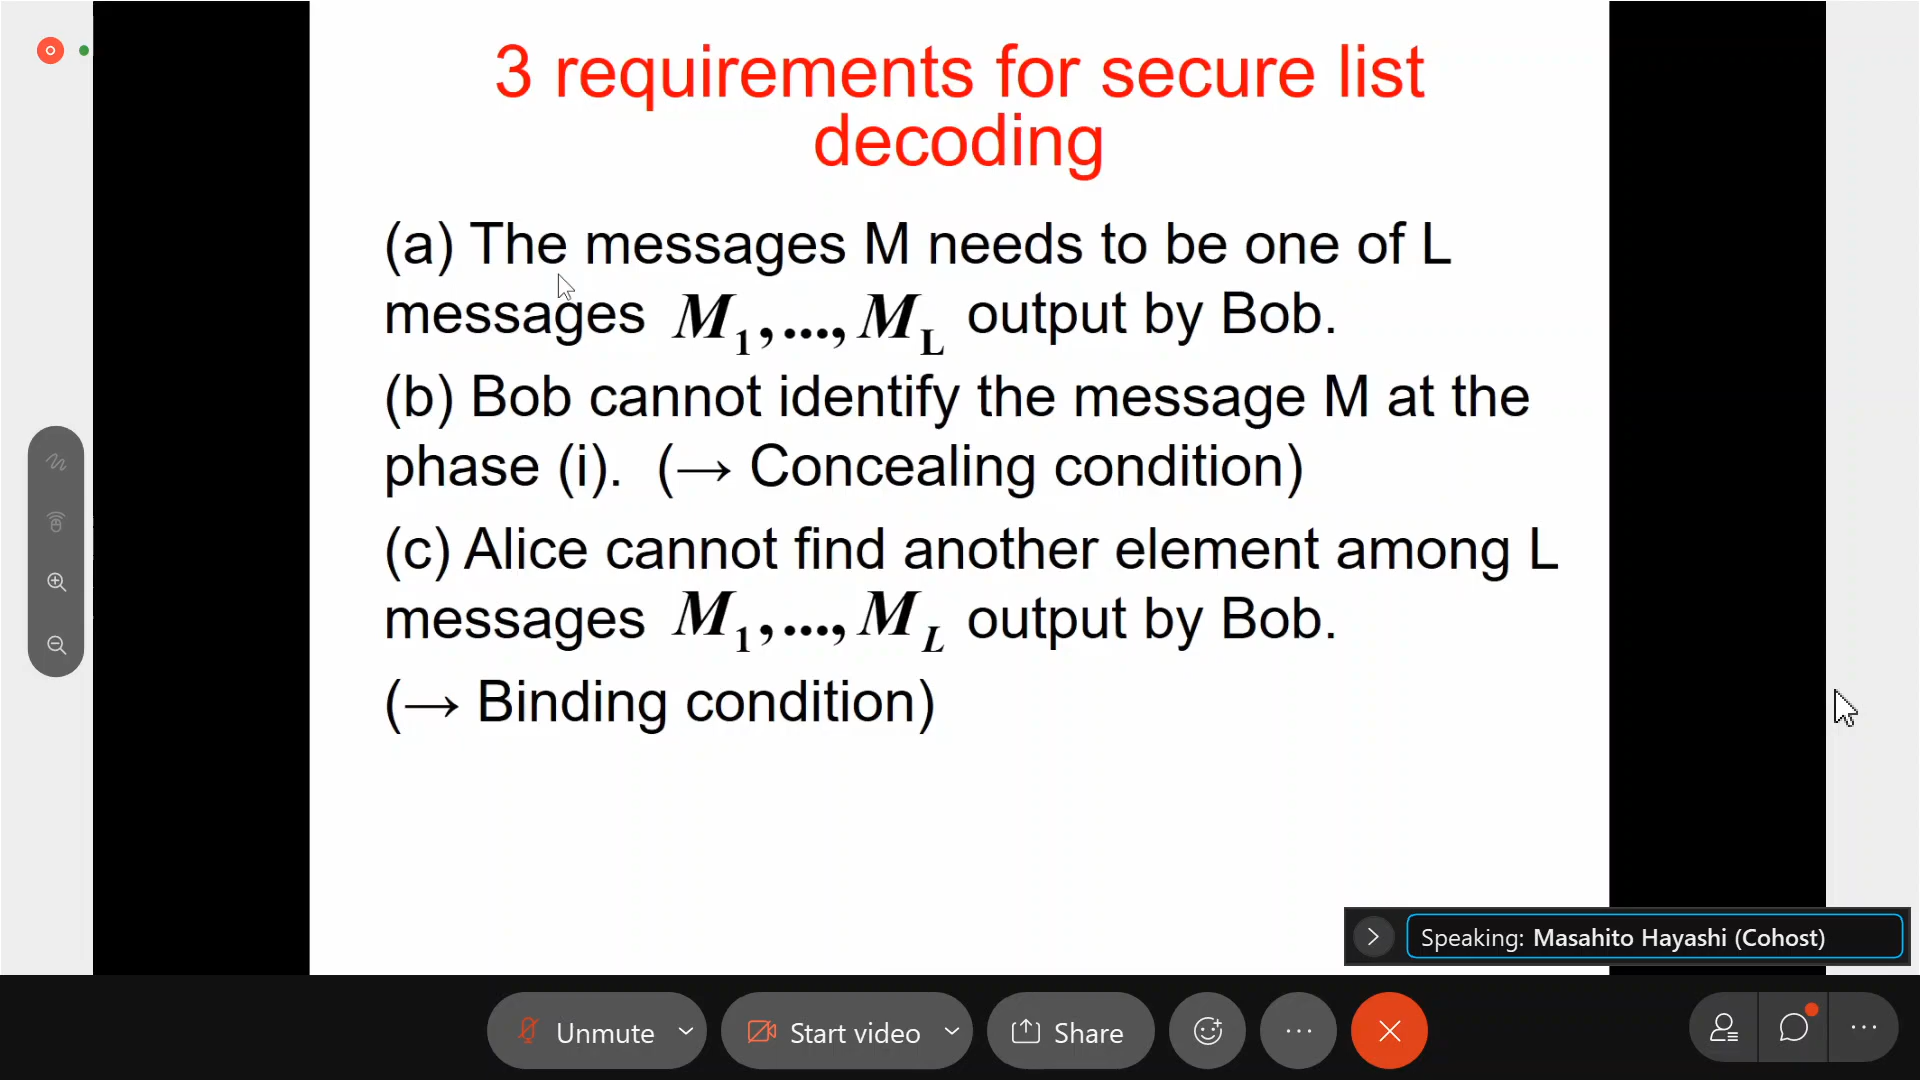 3 requirements for secure list
decoding
(a) The messages M needs to be one of L
messages M₁,...,M_L output by Bob.
(b) Bob cannot identify the message M at the
phase (i). (→ Concealing condition)
(c) Alice cannot find another element among L
messages M₁,...,M_L output by Bob.
(→ Binding condition)
Speaking: Masahito Hayashi (Cohost)
Unmute
Start video
Share